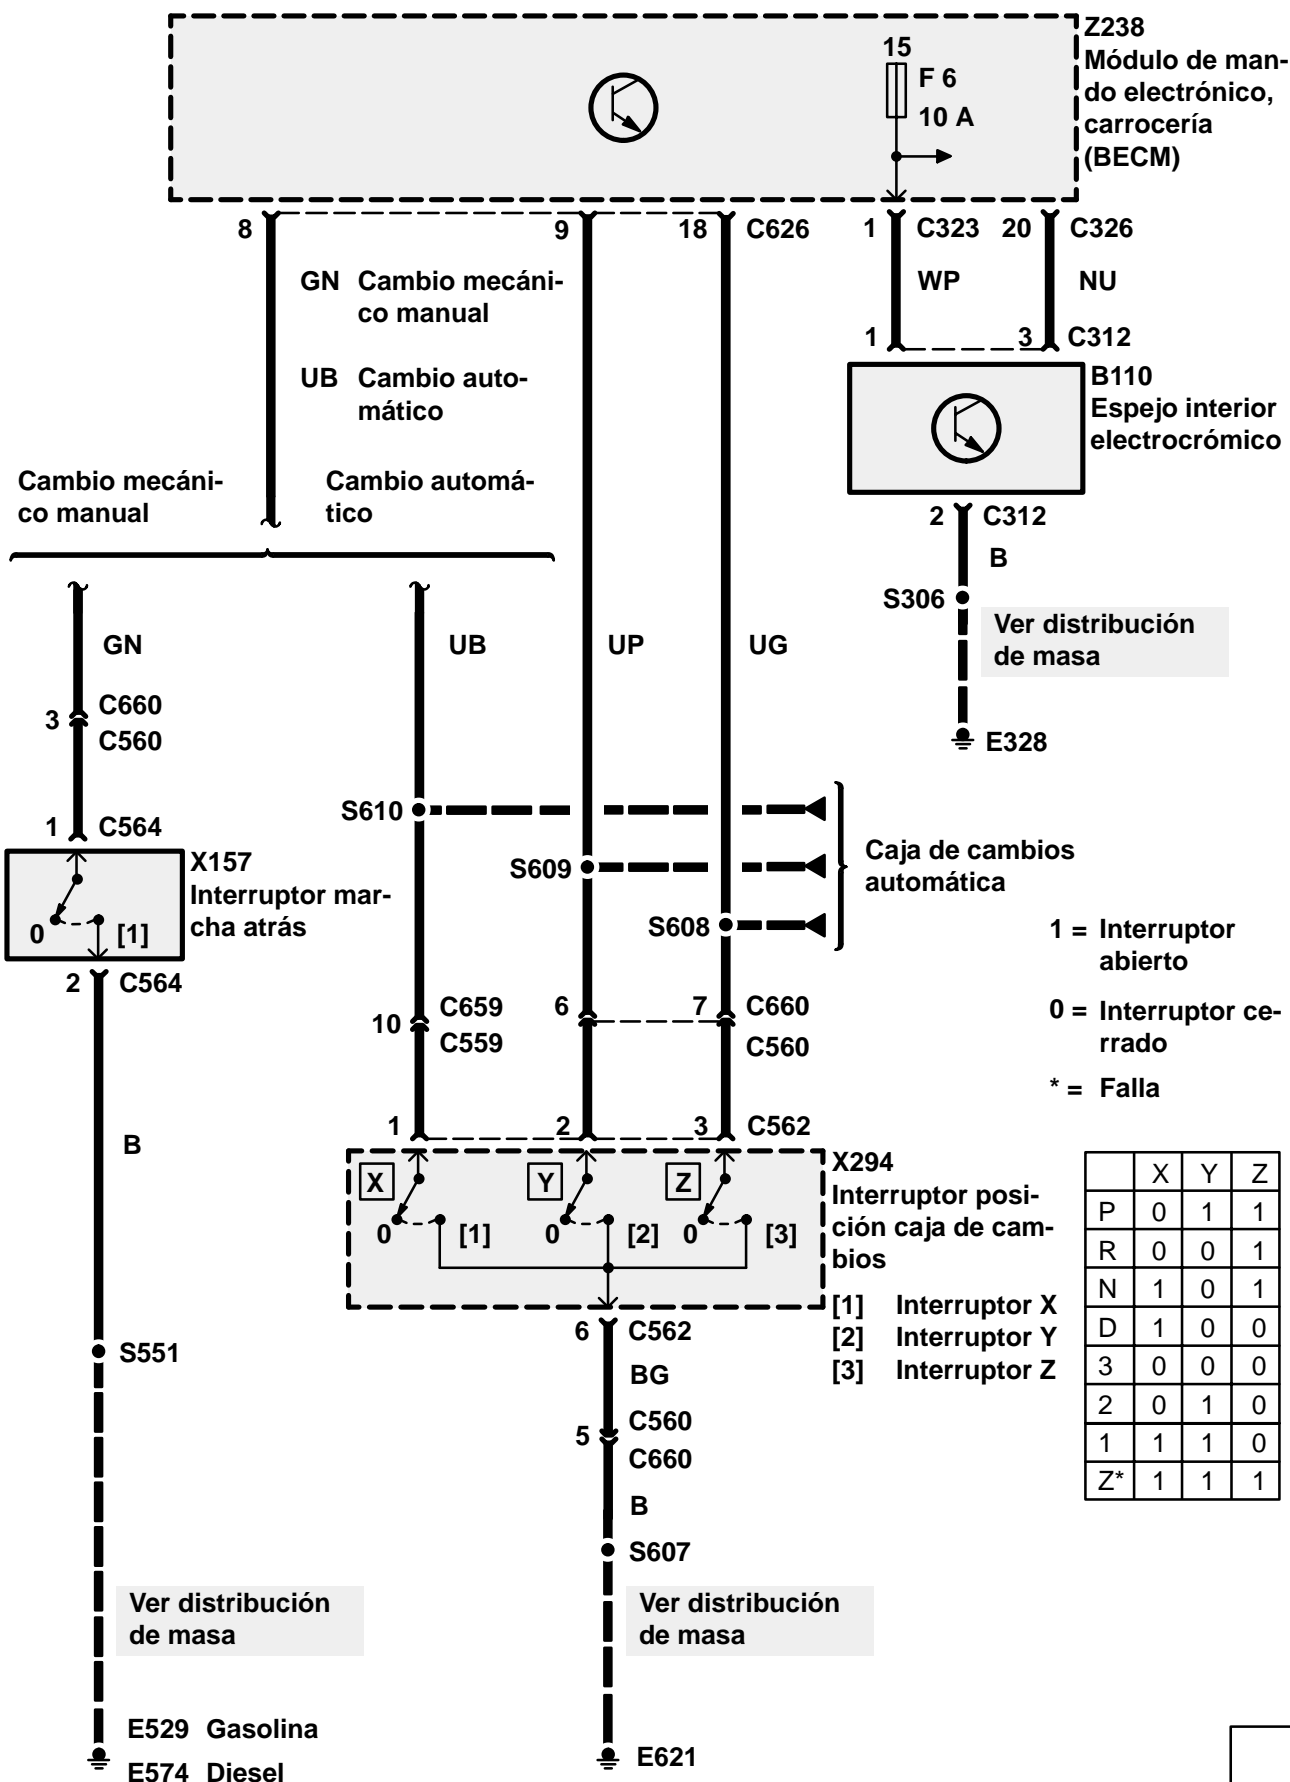 Z238
Módulo de man-
do electrónico,
carrocería
(BECM)
15
F 6
10 A
8
9
18
C626
1
C323
20
C326
GN
Cambio mecáni-
co manual
UB
Cambio auto-
mático
WP
NU
1
3
C312
B110
Espejo interior
electrocrómico
Cambio mecáni-
co manual
Cambio automá-
tico
2
C312
B
S306
Ver distribución
de masa
E328
GN
UB
UP
UG
3
C660
C560
1
C564
X157
Interruptor mar-
cha atrás
0
[1]
2
C564
S610
S609
S608
Caja de cambios
automática
1 =
Interruptor
abierto
0 =
Interruptor ce-
rrado
* =
Falla
10
C659
C559
6
7
C660
C560
B
1
2
3
C562
X294
Interruptor posi-
ción caja de cam-
bios
X
0
[1]
Y
0
[2]
Z
0
[3]
[1] Interruptor X
[2] Interruptor Y
[3] Interruptor Z
X Y Z
P 0 1 1
R 0 0 1
N 1 0 1
D 1 0 0
3 0 0 0
2 0 1 0
1 1 1 0
Z* 1 1 1
6
C562
BG
5
C560
C660
B
S607
S551
Ver distribución
de masa
Ver distribución
de masa
E529 Gasolina
E574 Diesel
E621